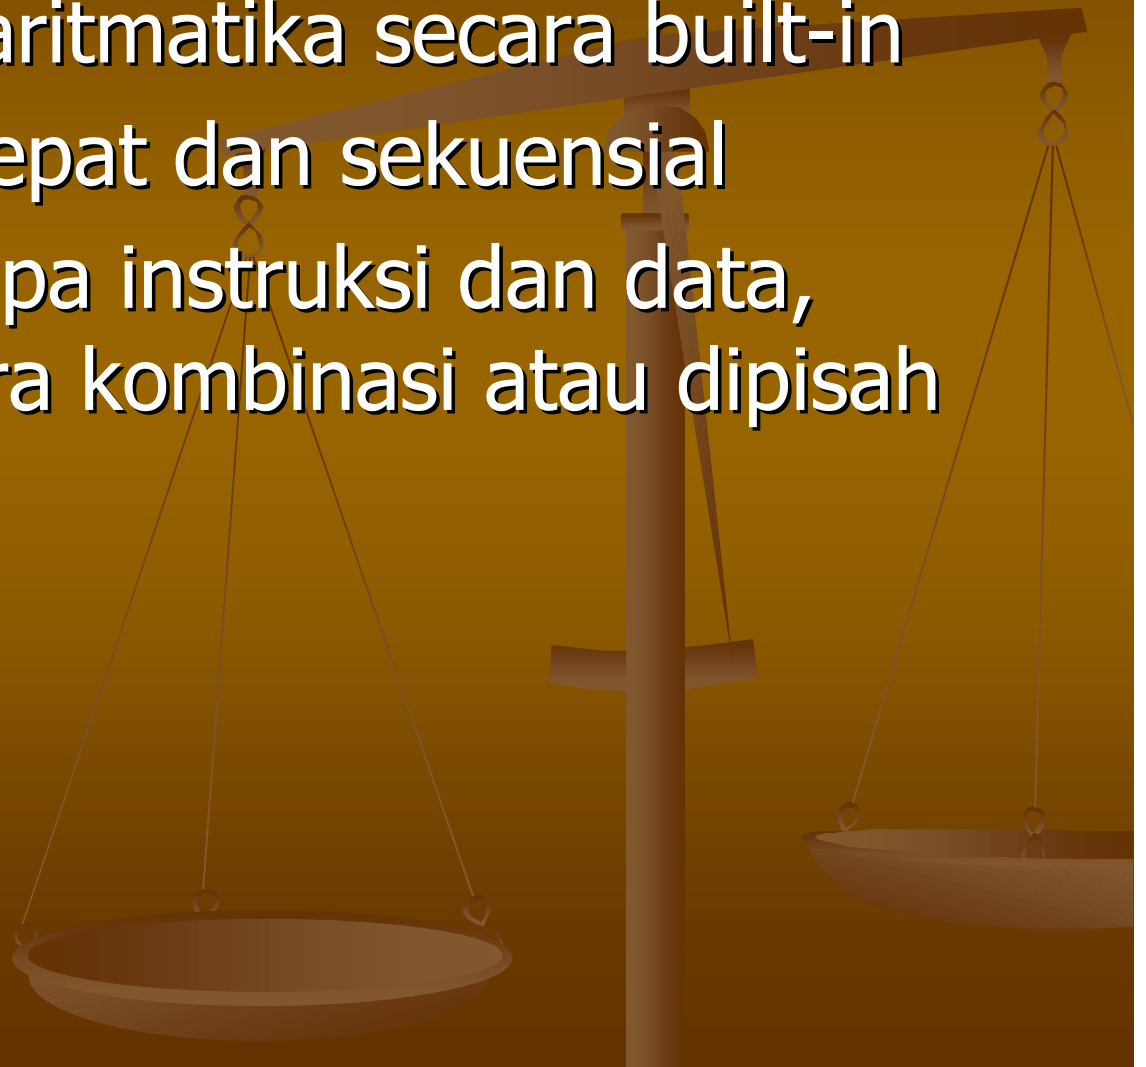 aritmatika secara built-in
epat dan sekuensial
pa instruksi dan data,
ra kombinasi atau dipisah